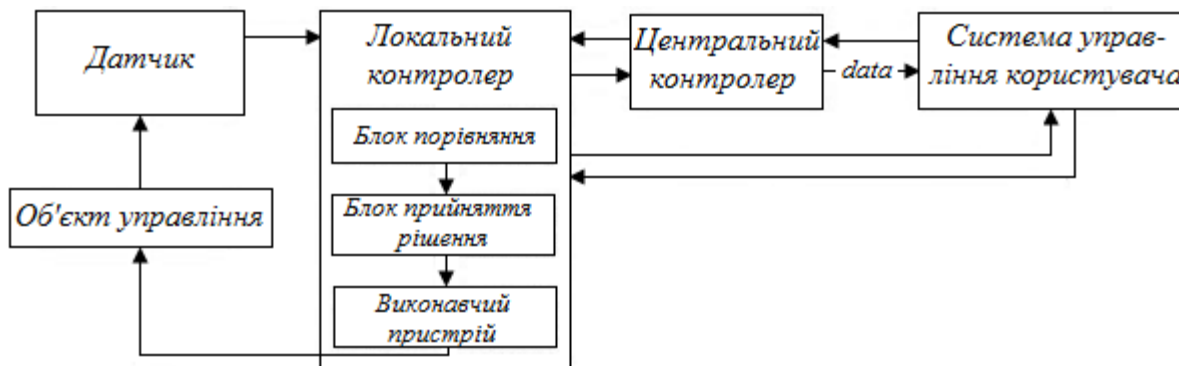 Датчик
Локальний
контролер
Центральний
контролер
data
Система управ-
ління користувача
Блок порівняння
Блок прийняття
рішення
Виконавчий
пристрій
Об'єкт управління